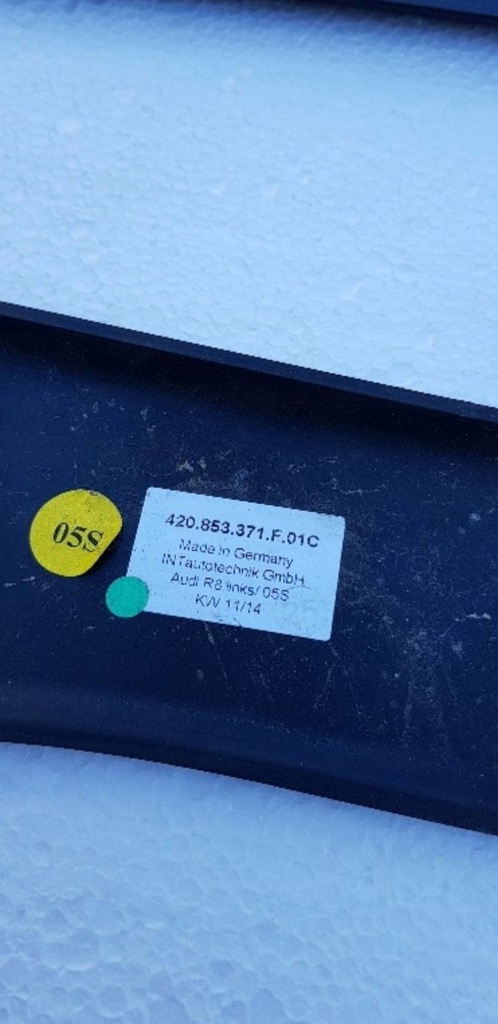 05S
420.853.371.F.01C
Made in Germany
INTautotechnik GmbH
Audi R8 links/ 05S
KW 11/14